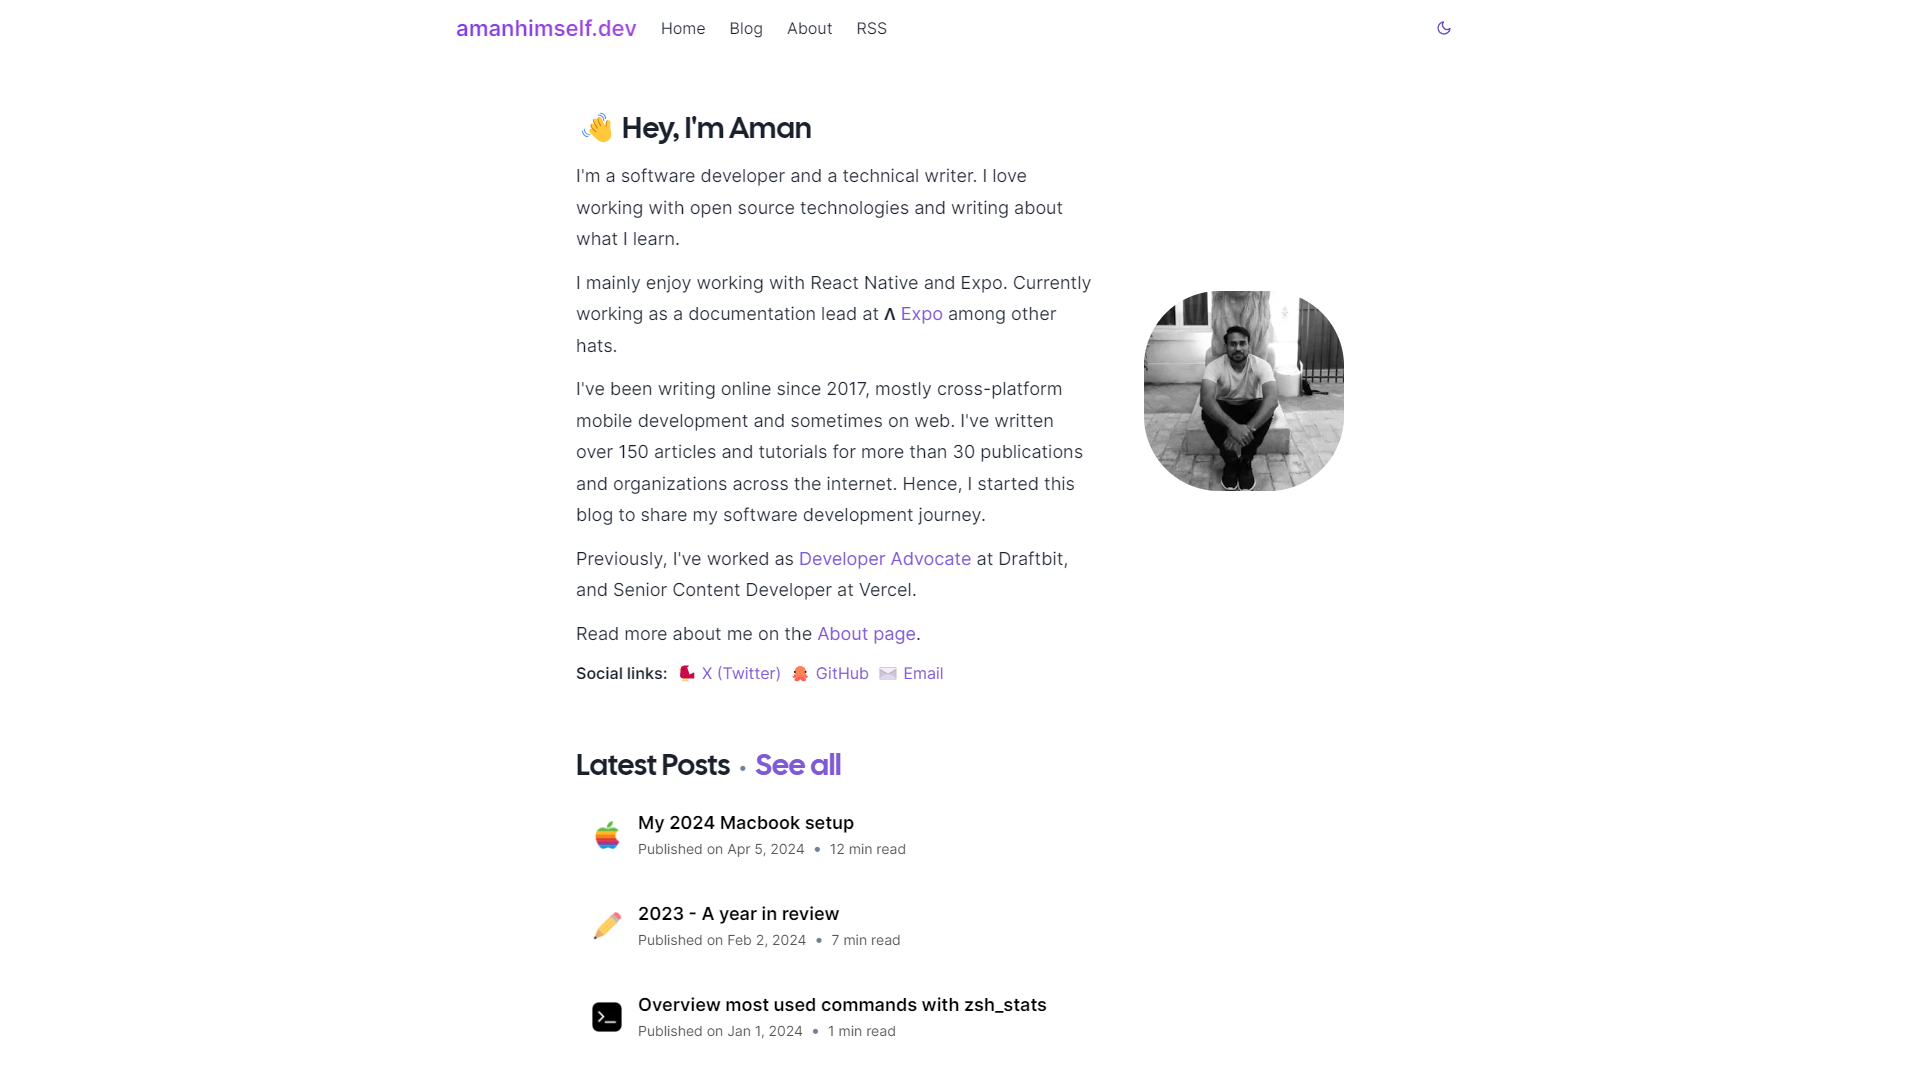 amanhimself.dev Home Blog About RSS
👋 Hey, I'm Aman
I'm a software developer and a technical writer. I love
working with open source technologies and writing about
what I learn.
I mainly enjoy working with React Native and Expo. Currently
working as a documentation lead at Λ Expo among other
hats.
I've been writing online since 2017, mostly cross-platform
mobile development and sometimes on web. I've written
over 150 articles and tutorials for more than 30 publications
and organizations across the internet. Hence, I started this
blog to share my software development journey.
Previously, I've worked as Developer Advocate at Draftbit,
and Senior Content Developer at Vercel.
Read more about me on the About page.
Social links: X (Twitter) GitHub Email
Latest Posts • See all
My 2024 Macbook setup
Published on Apr 5, 2024 • 12 min read
2023 - A year in review
Published on Feb 2, 2024 • 7 min read
Overview most used commands with zsh_stats
Published on Jan 1, 2024 • 1 min read